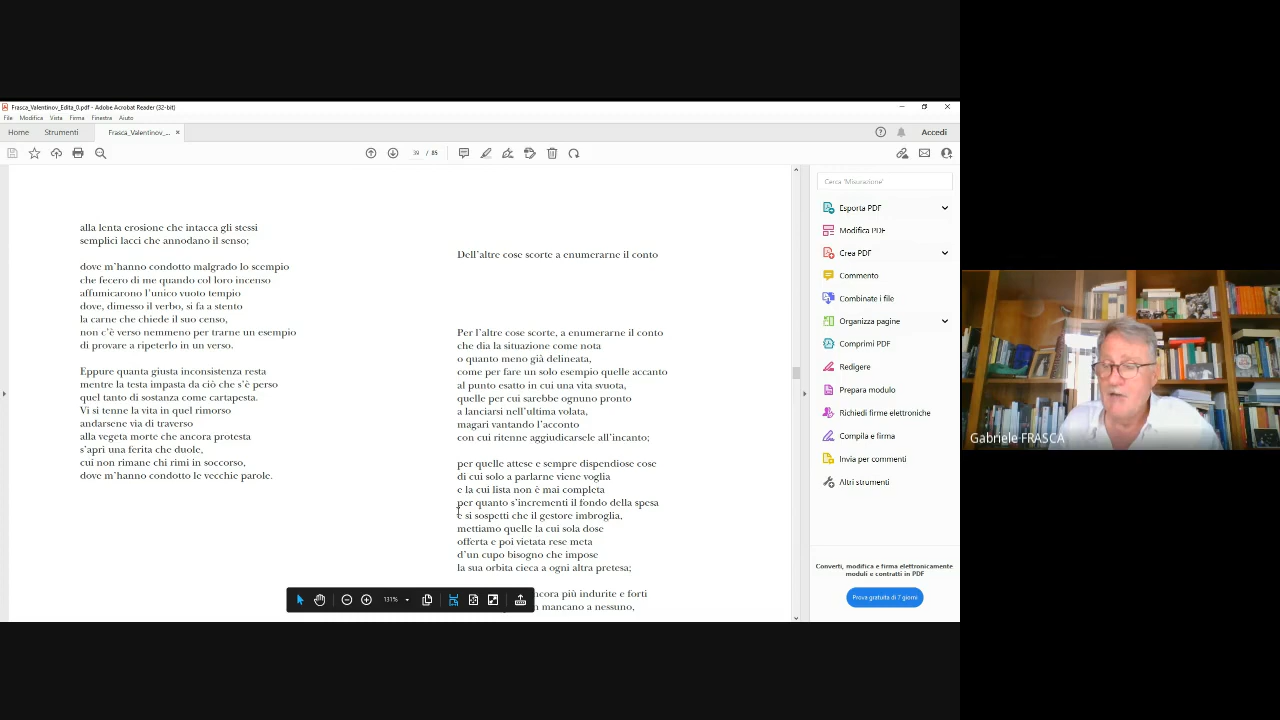 Frasca_Valentinov_Edita_0.pdf - Adobe Acrobat Reader (32-bit)
File Modifica Vista Firma Finestra Aiuto
Home Strumenti Frasca_Valentinov_... × Accedi
39 / 85
Cerca 'Misurazione'
alla lenta erosione che intacca gli stessi
semplici lacci che annodano il senso;
dove m'hanno condotto malgrado lo scempio
che fecero di me quando col loro incenso
affumicarono l'unico vuoto tempio
dove, dimesso il verbo, si fa a stento
la carne che chiede il suo censo,
non c'è verso nemmeno per trarne un esempio
di provare a ripeterlo in un verso.
Eppure quanta giusta inconsistenza resta
mentre la testa impasta da ciò che s'è perso
quel tanto di sostanza come cartapesta.
Vi si tenne la vita in quel rimorso
andarsene via di traverso
alla vegeta morte che ancora protesta
s'aprì una ferita che duole,
cui non rimane chi rimi in soccorso,
dove m'hanno condotto le vecchie parole.
Dell'altre cose scorte a enumerarne il conto
Per l'altre cose scorte, a enumerarne il conto
che dia la situazione come nota
o quanto meno già delineata,
come per fare un solo esempio quelle accanto
al punto esatto in cui una vita svuota,
quelle per cui sarebbe ognuno pronto
a lanciarsi nell'ultima volata,
magari vantando l'acconto
con cui ritenne aggiudicarsele all'incanto;
per quelle attese e sempre dispendiose cose
di cui solo a parlarne viene voglia
e la cui lista non è mai completa
per quanto s'incrementi il fondo della spesa
e si sospetti che il gestore imbroglia,
mettiamo quelle la cui sola dose
offerta e poi vietata rese meta
d'un cupo bisogno che impose
la sua orbita cieca a ogni altra pretesa;
ncora più indurite e forti
n mancano a nessuno,
131%
Esporta PDF
Modifica PDF
Crea PDF
Commento
Combinate i file
Organizza pagine
Comprimi PDF
Redigere
Prepara modulo
Richiedi firme elettroniche
Compila e firma
Invia per commenti
Altri strumenti
Converti, modifica e firma elettronicamente
moduli e contratti in PDF
Prova gratuita di 7 giorni
Gabriele FRASCA